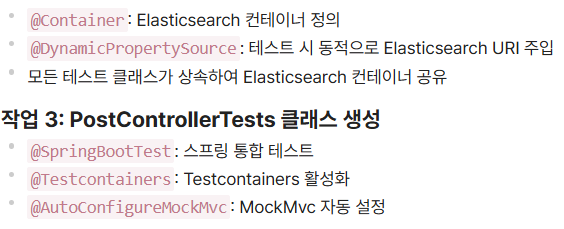 @Container: Elasticsearch 컨테이너 정의
@DynamicPropertySource: 테스트 시 동적으로 Elasticsearch URI 주입
모든 테스트 클래스가 상속하여 Elasticsearch 컨테이너 공유
작업 3: PostControllerTests 클래스 생성
@SpringBootTest: 스프링 통합 테스트
@Testcontainers: Testcontainers 활성화
@AutoConfigureMockMvc: MockMvc 자동 설정